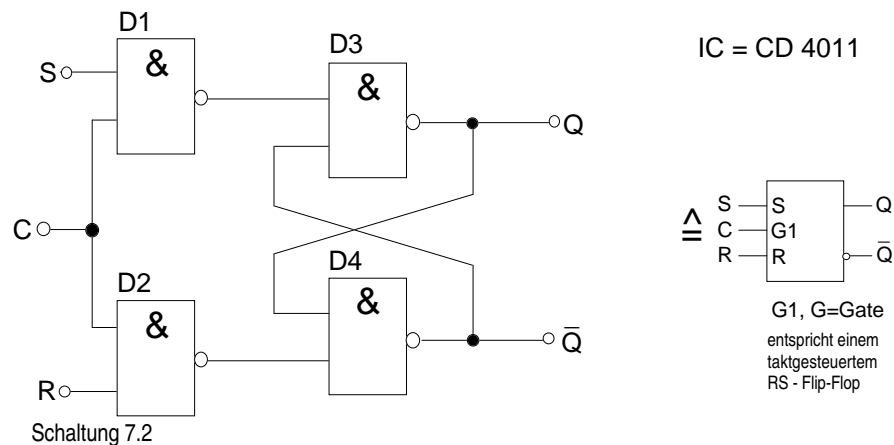 D1
D3
IC = CD 4011
S
&
&
Q
C
S S Q
C G1
R R Q̅
≙
D2
D4
&
&
Q̅
G1, G=Gate
entspricht einem
taktgesteuertem
RS - Flip-Flop
R
Schaltung 7.2